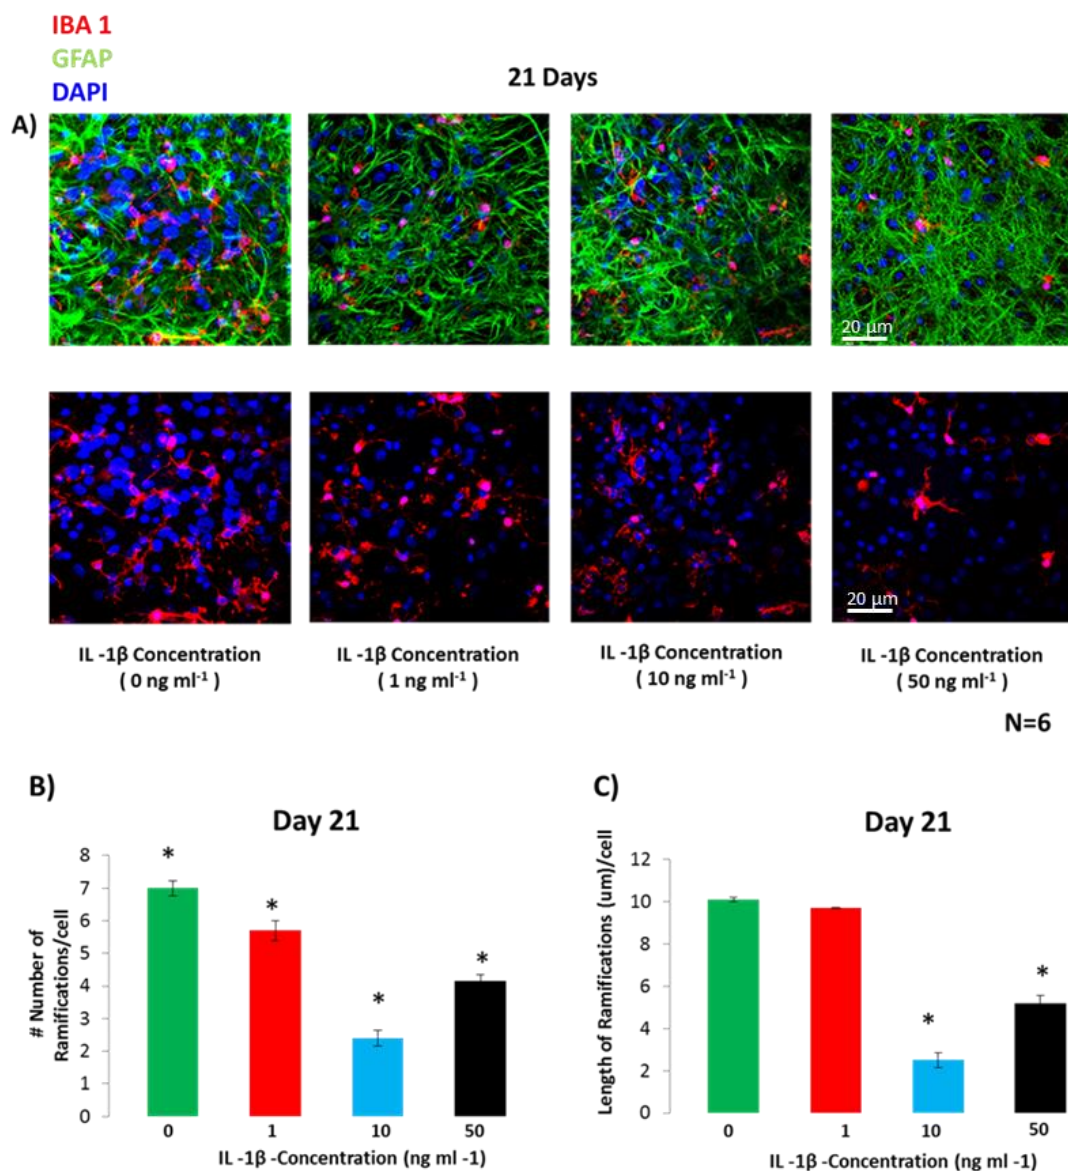 IBA 1
GFAP
DAPI
21 Days
A)
20 µm
20 µm
IL -1β Concentration
( 0 ng ml-1 )
IL -1β Concentration
( 1 ng ml-1 )
IL -1β Concentration
( 10 ng ml-1 )
IL -1β Concentration
( 50 ng ml-1 )
N=6
B)
Day 21
# Number of
Ramifications/cell
8
7
6
5
4
3
2
1
0
*
*
*
*
0 1 10 50
IL -1β -Concentration (ng ml -1)
C)
Day 21
Length of Ramifications (um)/cell
12
10
8
6
4
2
0
*
*
0 1 10 50
IL -1β -Concentration (ng ml -1)